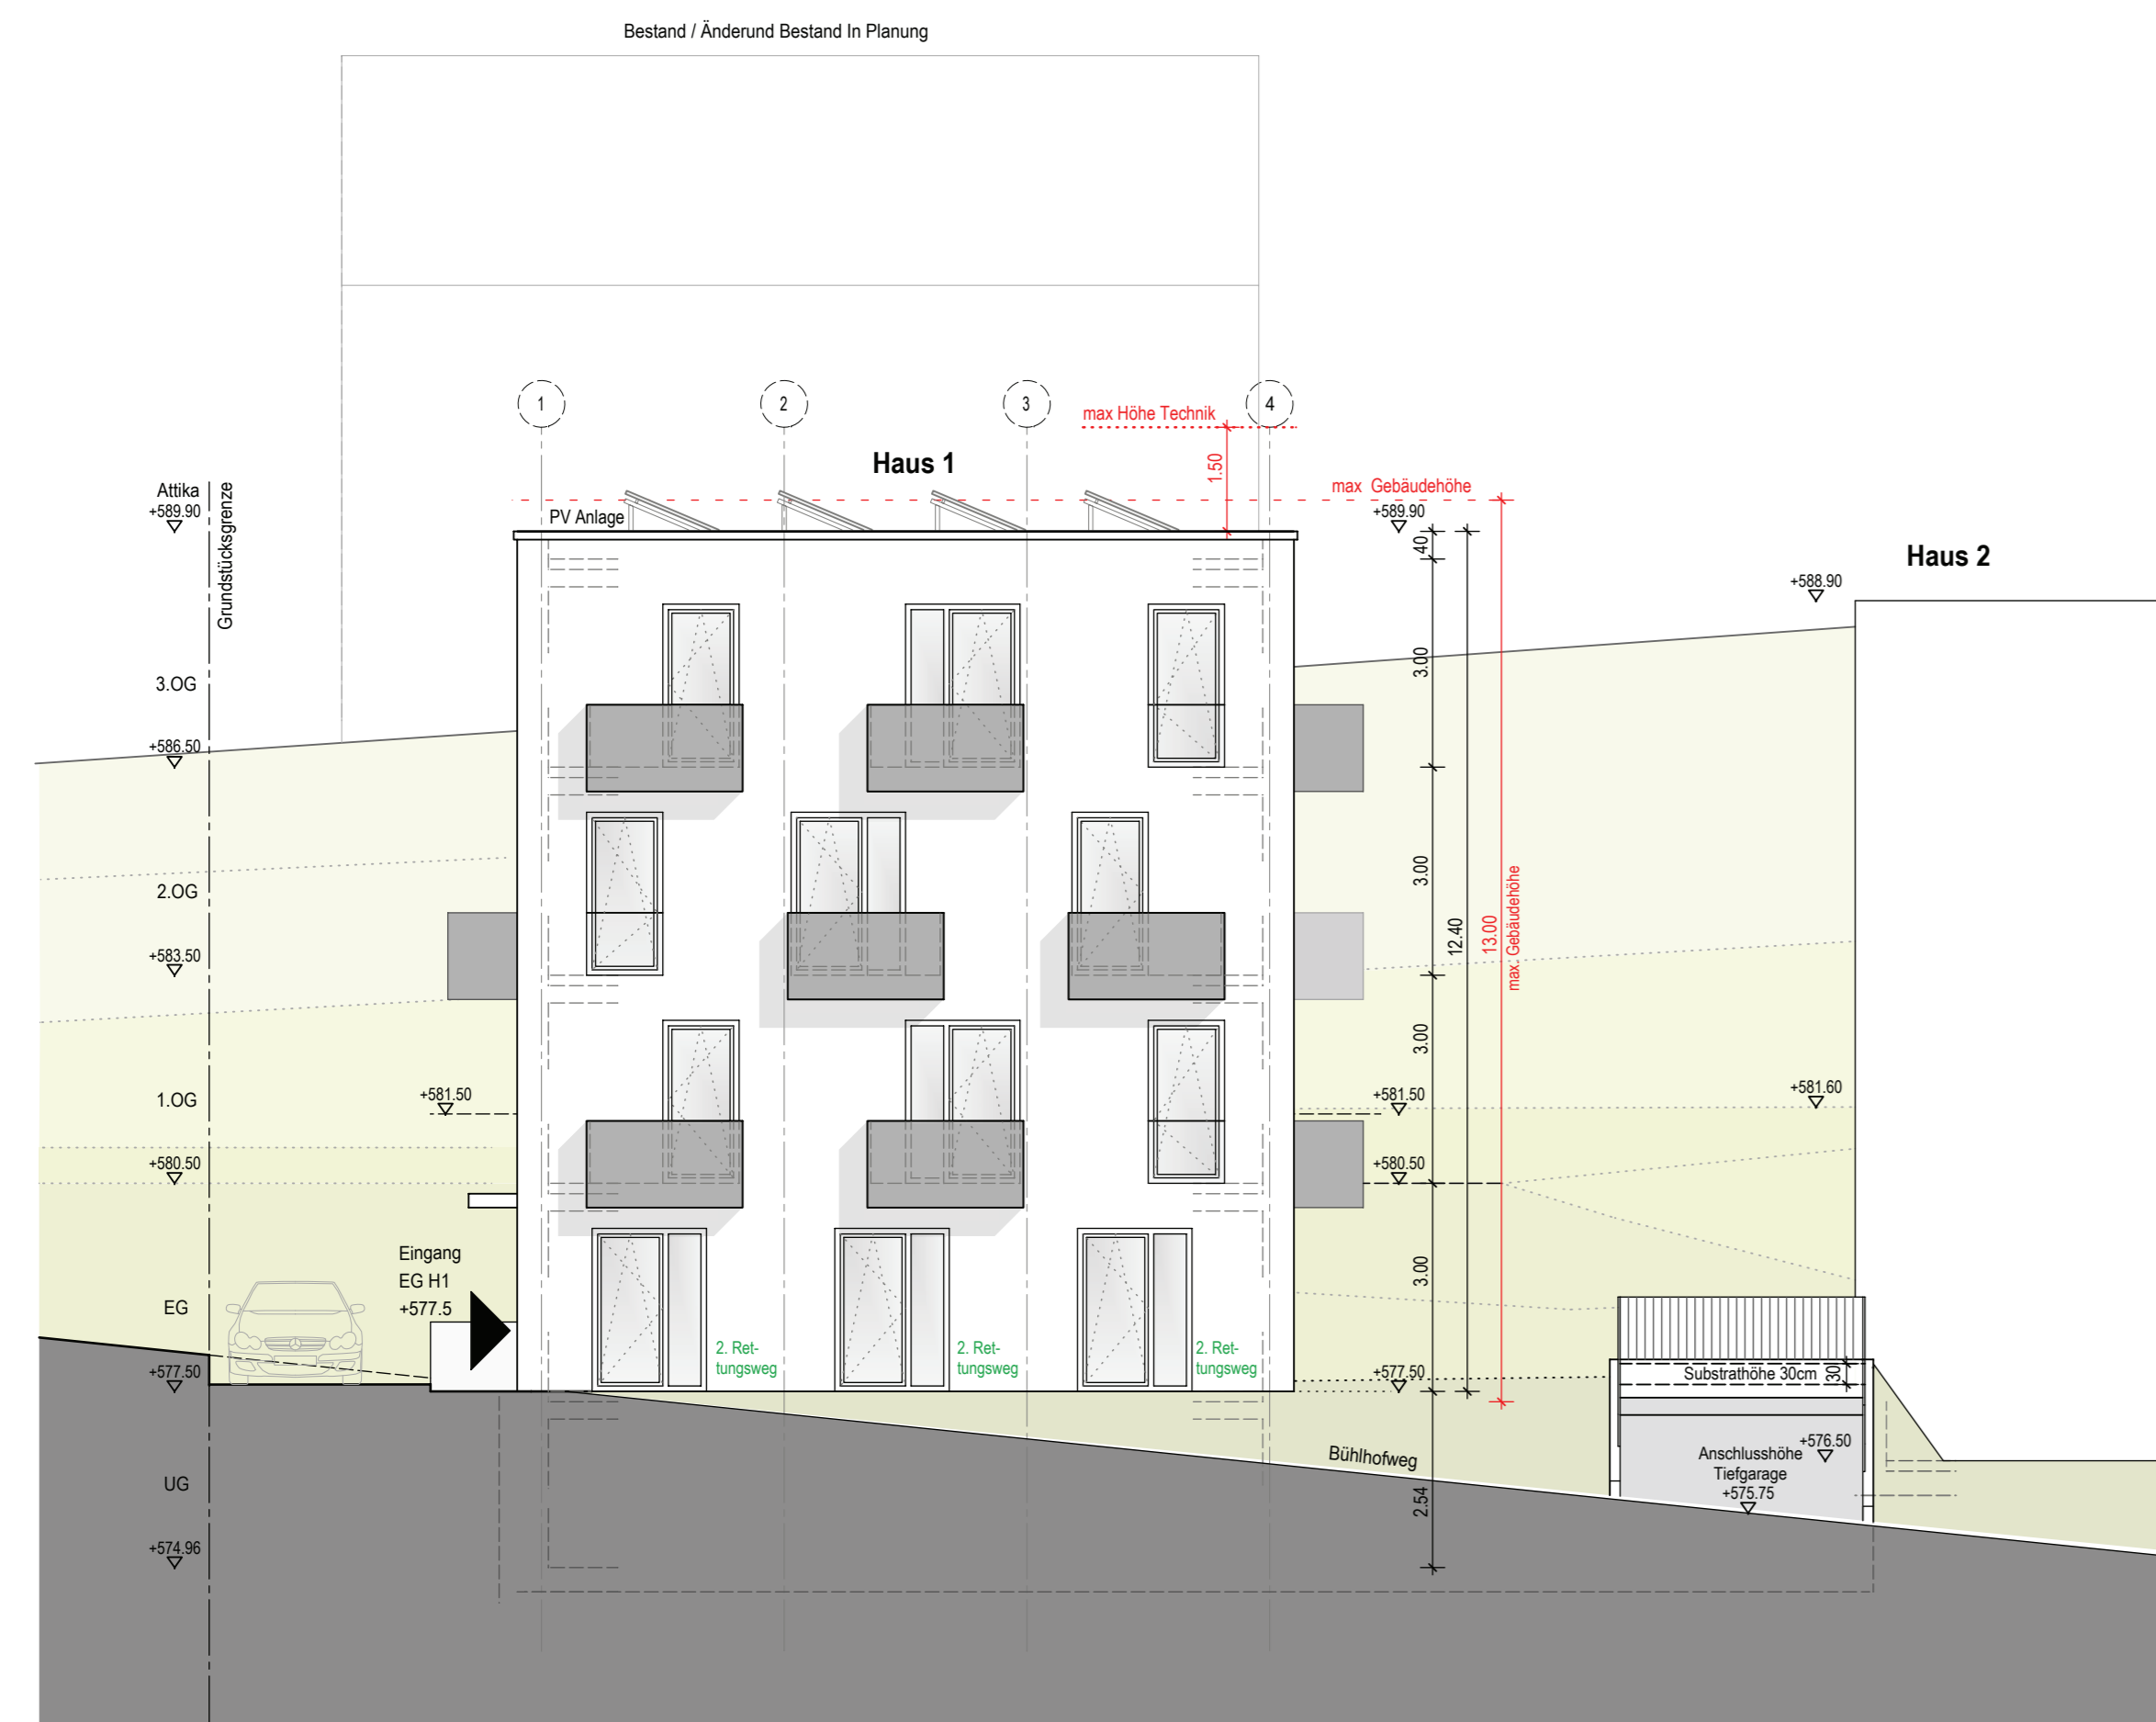 Bestand / Änderund Bestand In Planung
1
2
3
4
max Höhe Technik
1.50
Haus 1
max Gebäudehöhe
Attika
+589.90
Grundstücksgrenze
PV Anlage
+589.90
40
Haus 2
+588.90
3.00
3.OG
+586.50
3.00
2.OG
12.40
13.00
max. Gebäudehöhe
+583.50
3.00
1.OG
+581.50
+581.50
+581.60
+580.50
+580.50
Eingang
EG H1
+577.5
3.00
EG
2. Ret-
tungsweg
2. Ret-
tungsweg
2. Ret-
tungsweg
+577.50
+577.50
Substrathöhe 30cm
30
Bühlhofweg
+576.50
Anschlusshöhe
Tiefgarage
+575.75
UG
2.54
+574.96